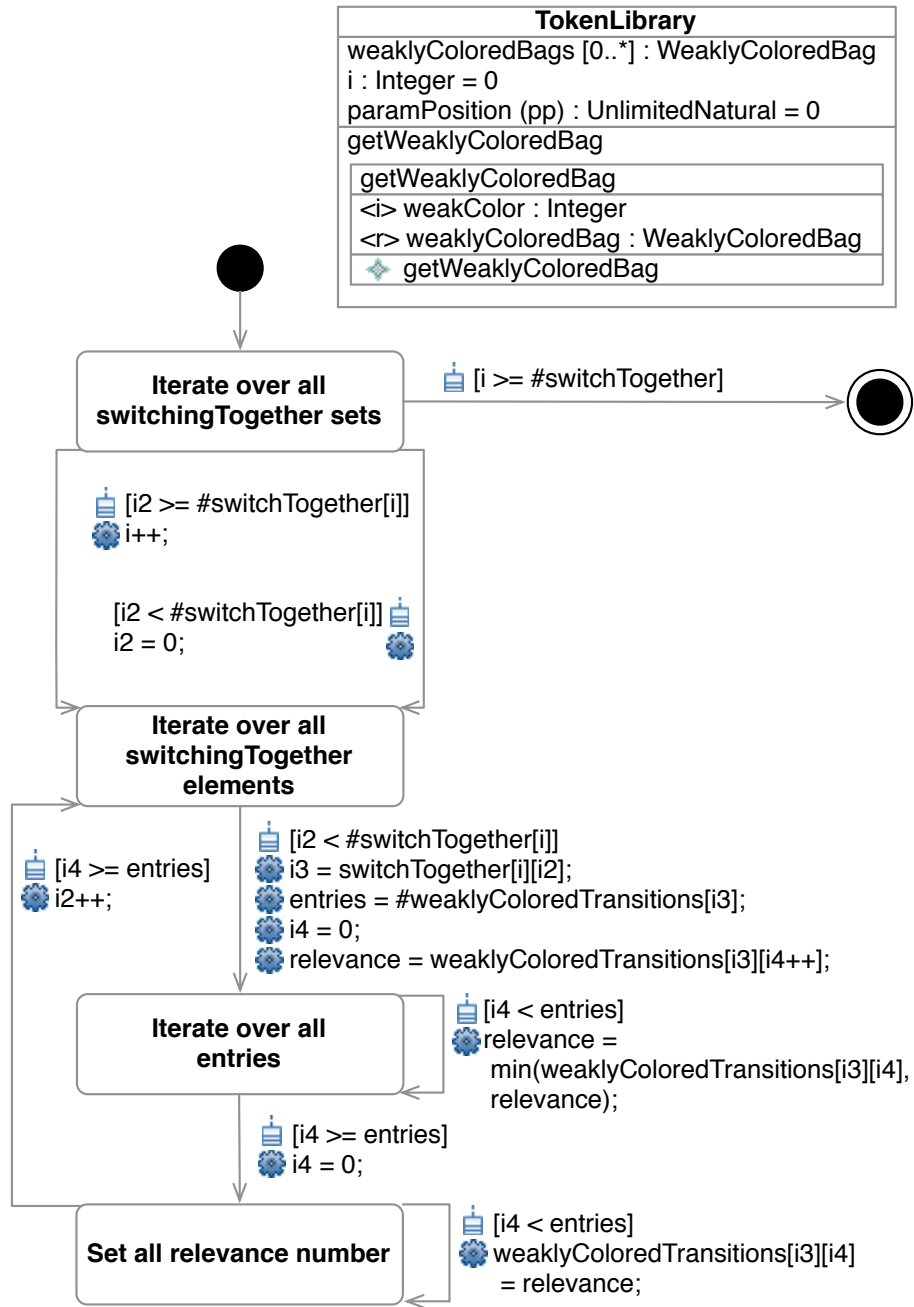 TokenLibrary
weaklyColoredBags [0..*] : WeaklyColoredBag
i : Integer = 0
paramPosition (pp) : UnlimitedNatural = 0
getWeaklyColoredBag
getWeaklyColoredBag
<i> weakColor : Integer
<r> weaklyColoredBag : WeaklyColoredBag
getWeaklyColoredBag
Iterate over all
switchingTogether sets
[i >= #switchTogether]
[i2 >= #switchTogether[i]]
i++;
[i2 < #switchTogether[i]]
i2 = 0;
Iterate over all
switchingTogether
elements
[i4 >= entries]
i2++;
[i2 < #switchTogether[i]]
i3 = switchTogether[i][i2];
entries = #weaklyColoredTransitions[i3];
i4 = 0;
relevance = weaklyColoredTransitions[i3][i4++];
Iterate over all
entries
[i4 < entries]
relevance =
min(weaklyColoredTransitions[i3][i4],
relevance);
[i4 >= entries]
i4 = 0;
Set all relevance number
[i4 < entries]
weaklyColoredTransitions[i3][i4]
= relevance;